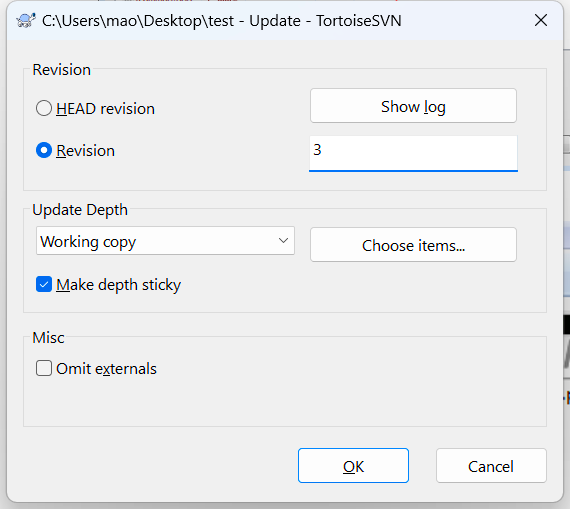 C:\Users\mao\Desktop\test - Update - TortoiseSVN
Revision
HEAD revision
Show log
Revision
3
Update Depth
Working copy
Choose items...
Make depth sticky
Misc
Omit externals
OK
Cancel